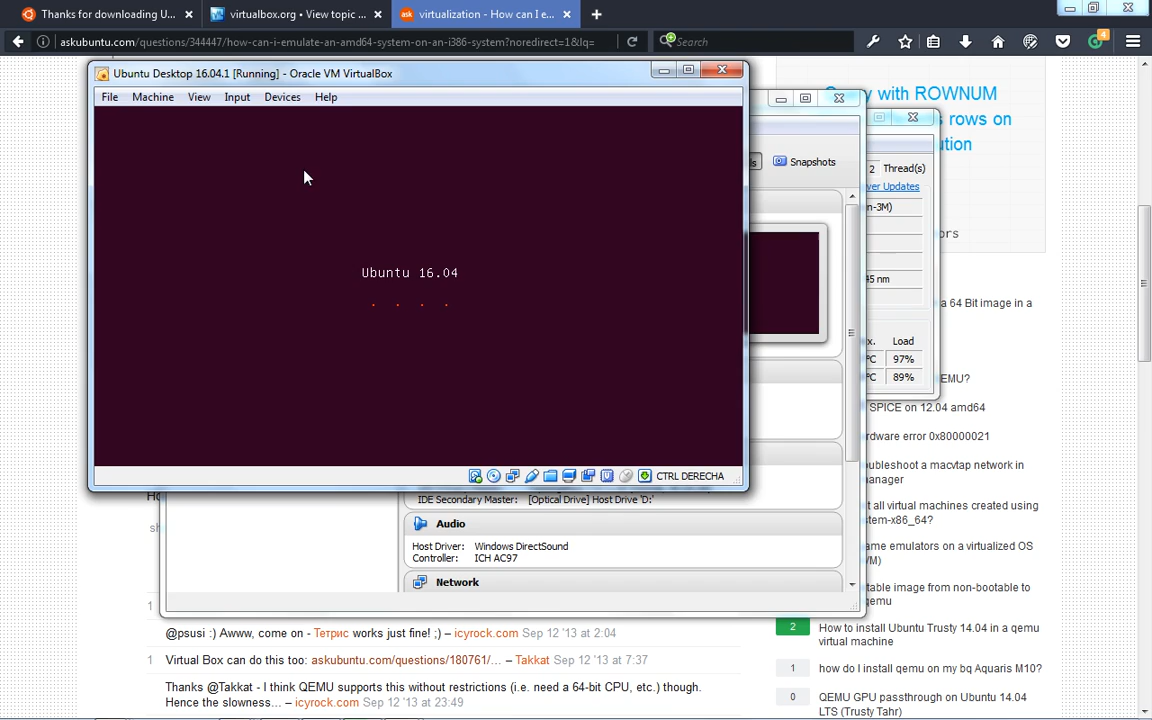 Thanks for downloading U...
virtualbox.org • View topic ...
virtualization - How can I e...
askubuntu.com/questions/344447/how-can-i-emulate-an-amd64-system-on-an-i386-system?noredirect=1&lq=
Search
4
Ubuntu Desktop 16.04.1 [Running] - Oracle VM VirtualBox
File Machine View Input Devices Help
Ubuntu 16.04
CTRL DERECHA
Snapshots
with ROWNUM
rows on
2 Thread(s)
Updates
n-3M)
45 nm
Load
°C 97%
°C 89%
a 64 Bit image in a
EMU?
SPICE on 12.04 amd64
rdware error 0x80000021
oubleshoot a macvtap network in
anager
t all virtual machines created using
stem-x86_64?
ame emulators on a virtualized OS
VM)
table image from non-bootable to
qemu
2 How to install Ubuntu Trusty 14.04 in a qemu
virtual machine
1 how do I install qemu on my bq Aquaris M10?
0 QEMU GPU passthrough on Ubuntu 14.04
LTS (Trusty Tahr)
IDE Secondary Master: [Optical Drive] Host Drive 'D:'
Audio
Host Driver: Windows DirectSound
Controller: ICH AC97
Network
1
@psusi :) Awww, come on - Тетрис works just fine! ;) – icyrock.com Sep 12 '13 at 2:04
1 Virtual Box can do this too: askubuntu.com/questions/180761/... – Takkat Sep 12 '13 at 7:37
Thanks @Takkat - I think QEMU supports this without restrictions (i.e. need a 64-bit CPU, etc.) though.
Hence the slowness... – icyrock.com Sep 12 '13 at 23:49